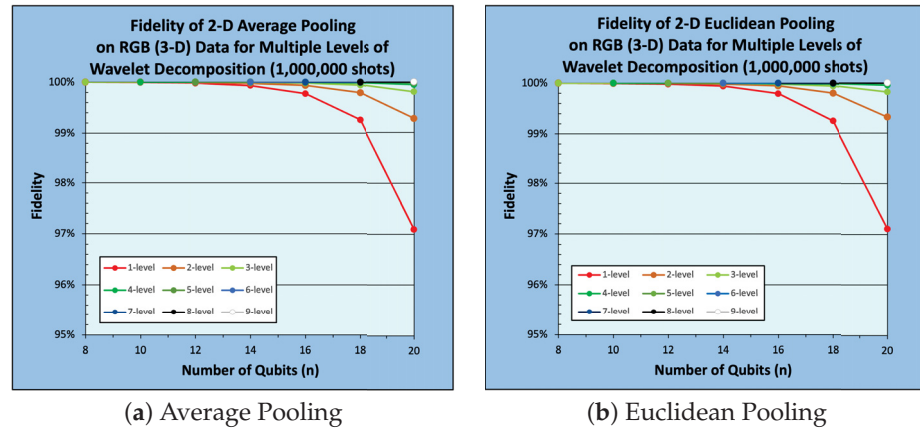 Fidelity of 2-D Average Pooling
on RGB (3-D) Data for Multiple Levels of
Wavelet Decomposition (1,000,000 shots)
100%
99%
98%
97%
96%
95%
Fidelity
1-level 2-level 3-level
4-level 5-level 6-level
7-level 8-level 9-level
8 10 12 14 16 18 20
Number of Qubits (n)
(a) Average Pooling
Fidelity of 2-D Euclidean Pooling
on RGB (3-D) Data for Multiple Levels of
Wavelet Decomposition (1,000,000 shots)
100%
99%
98%
97%
96%
95%
Fidelity
1-level 2-level 3-level
4-level 5-level 6-level
7-level 8-level 9-level
8 10 12 14 16 18 20
Number of Qubits (n)
(b) Euclidean Pooling